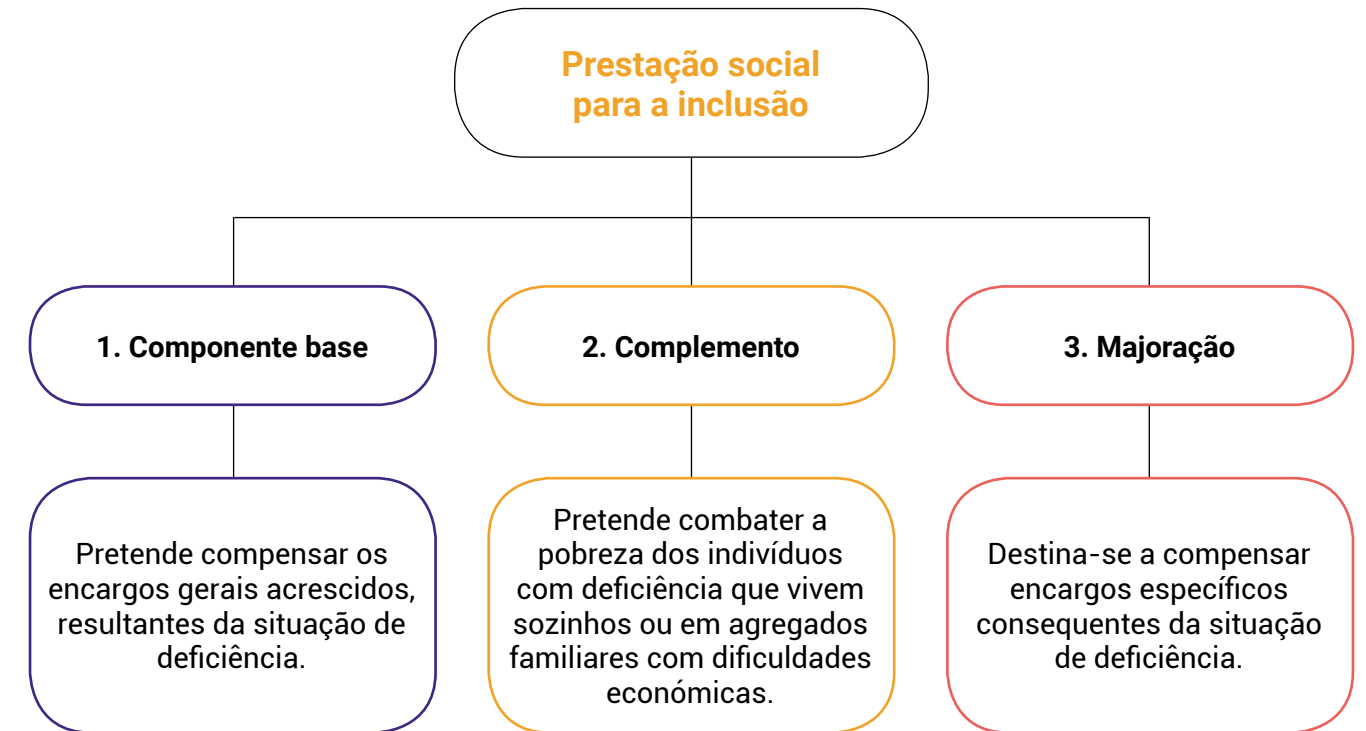 Prestação social
para a inclusão
1. Componente base
2. Complemento
3. Majoração
Pretende compensar os
encargos gerais acrescidos,
resultantes da situação de
deficiência.
Pretende combater a
pobreza dos indivíduos
com deficiência que vivem
sozinhos ou em agregados
familiares com dificuldades
económicas.
Destina-se a compensar
encargos específicos
consequentes da situação
de deficiência.